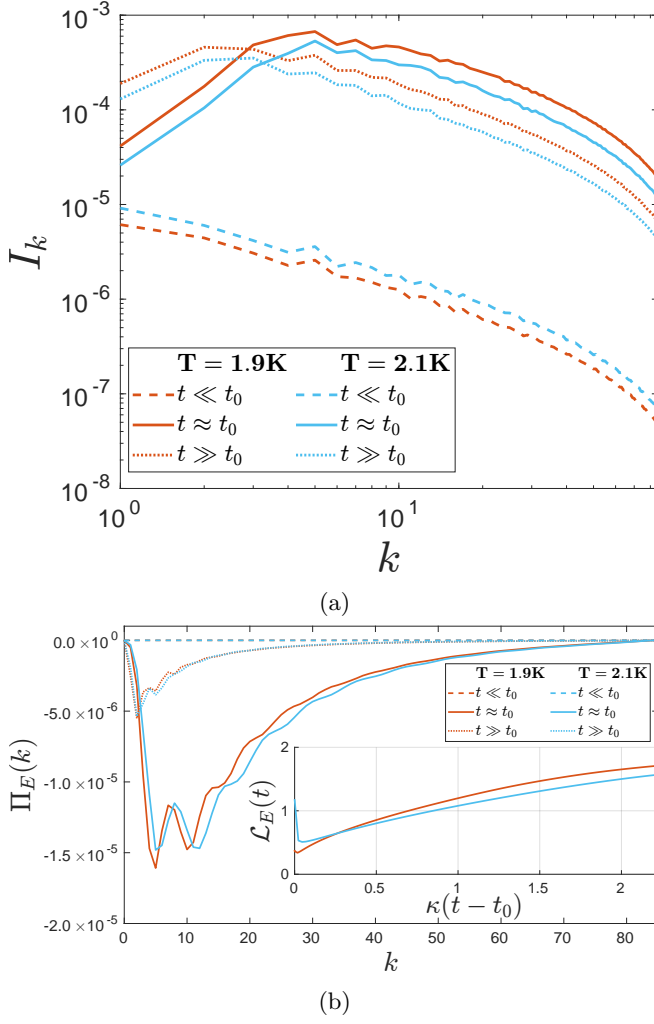 10^-3
10^-4
10^-5
10^-6
10^-7
10^-8
I_k
T = 1.9K T = 2.1K
t ≪ t_0 t ≪ t_0
t ≈ t_0 t ≈ t_0
t ≫ t_0 t ≫ t_0
10^0 10^1
k
(a)
0.0 × 10^0
-5.0 × 10^-6
-1.0 × 10^-5
-1.5 × 10^-5
-2.0 × 10^-5
Π_E(k)
T = 1.9K T = 2.1K
t ≪ t_0 t ≪ t_0
t ≈ t_0 t ≈ t_0
t ≫ t_0 t ≫ t_0
2
1
0
ℒ_E(t)
0 0.5 1 1.5 2
κ(t − t_0)
0 10 20 30 40 50 60 70 80
k
(b)